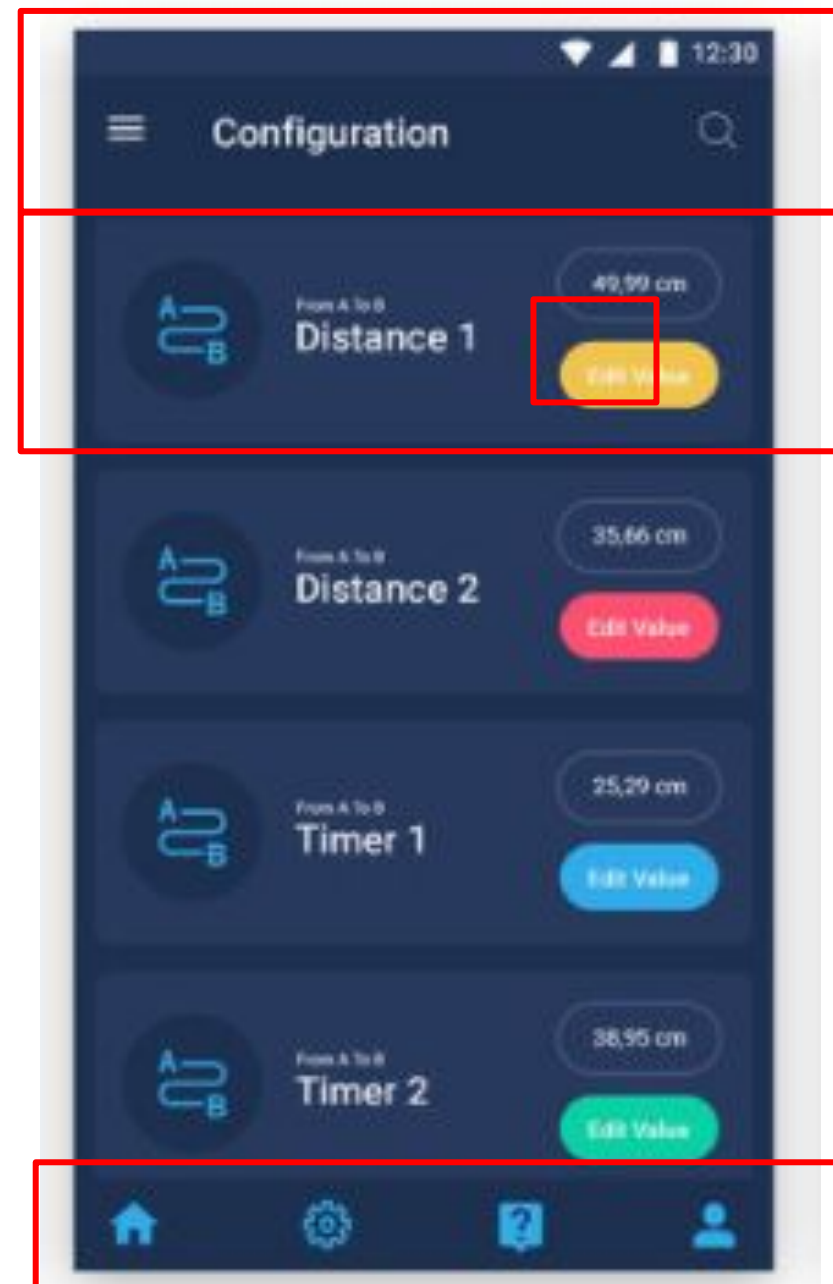 12:30
Configuration
49,99 cm
From A To B
Distance 1
Edit Value
35,66 cm
From A To B
Distance 2
Edit Value
25,29 cm
From A To B
Timer 1
Edit Value
38,95 cm
From A To B
Timer 2
Edit Value